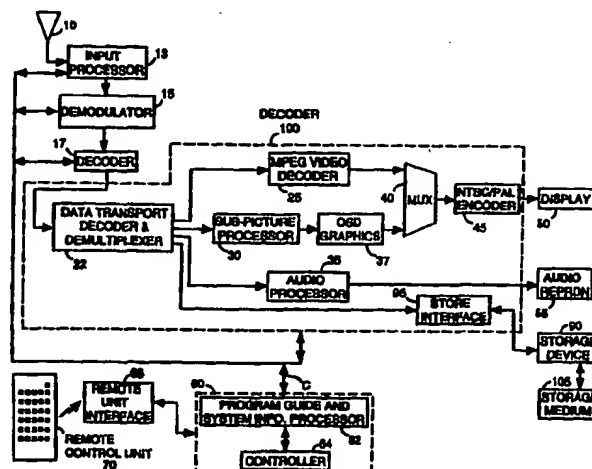 10
INPUT
PROCESSOR
13
DEMODULATOR
15
17
DECODER
DECODER
100
MPEG VIDEO
DECODER
25
40
MUX
NTSC/PAL
ENCODER
45
DISPLAY
50
DATA TRANSPORT
DECODER &
DEMULTIPLEXER
22
SUB-PICTURE
PROCESSOR
30
OSD
GRAPHICS
37
35
AUDIO
PROCESSOR
95
STORE
INTERFACE
AUDIO
REPRDN
55
90
STORAGE
DEVICE
105
STORAGE
MEDIUM
REMOTE
UNIT
INTERFACE
REMOTE
CONTROL UNIT
70
60
C
PROGRAM GUIDE AND
SYSTEM INFO. PROCESSOR
62
CONTROLLER
64